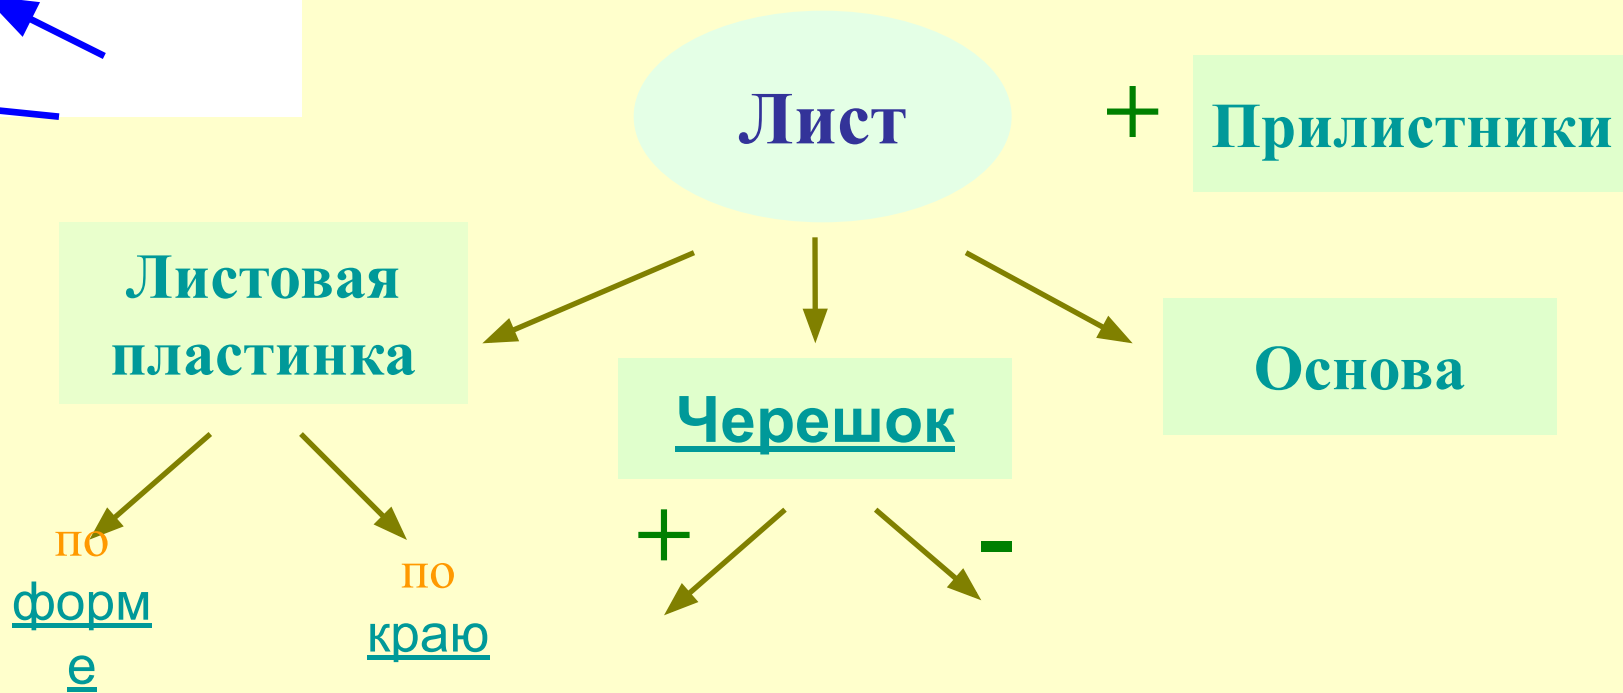 Лист
+
Прилистники
Листовая
пластинка
Черешок
Основа
по
форм
е
по
краю
+
-